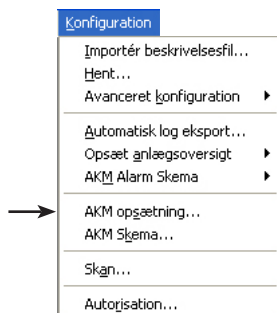 Konfiguration
Importér beskrivelsesfil...
Hent...
Avanceret konfiguration
Automatisk log eksport...
Opsæt anlægsoversigt
AKM Alarm Skema
AKM opsætning...
AKM Skema...
Skan...
Autorisation...